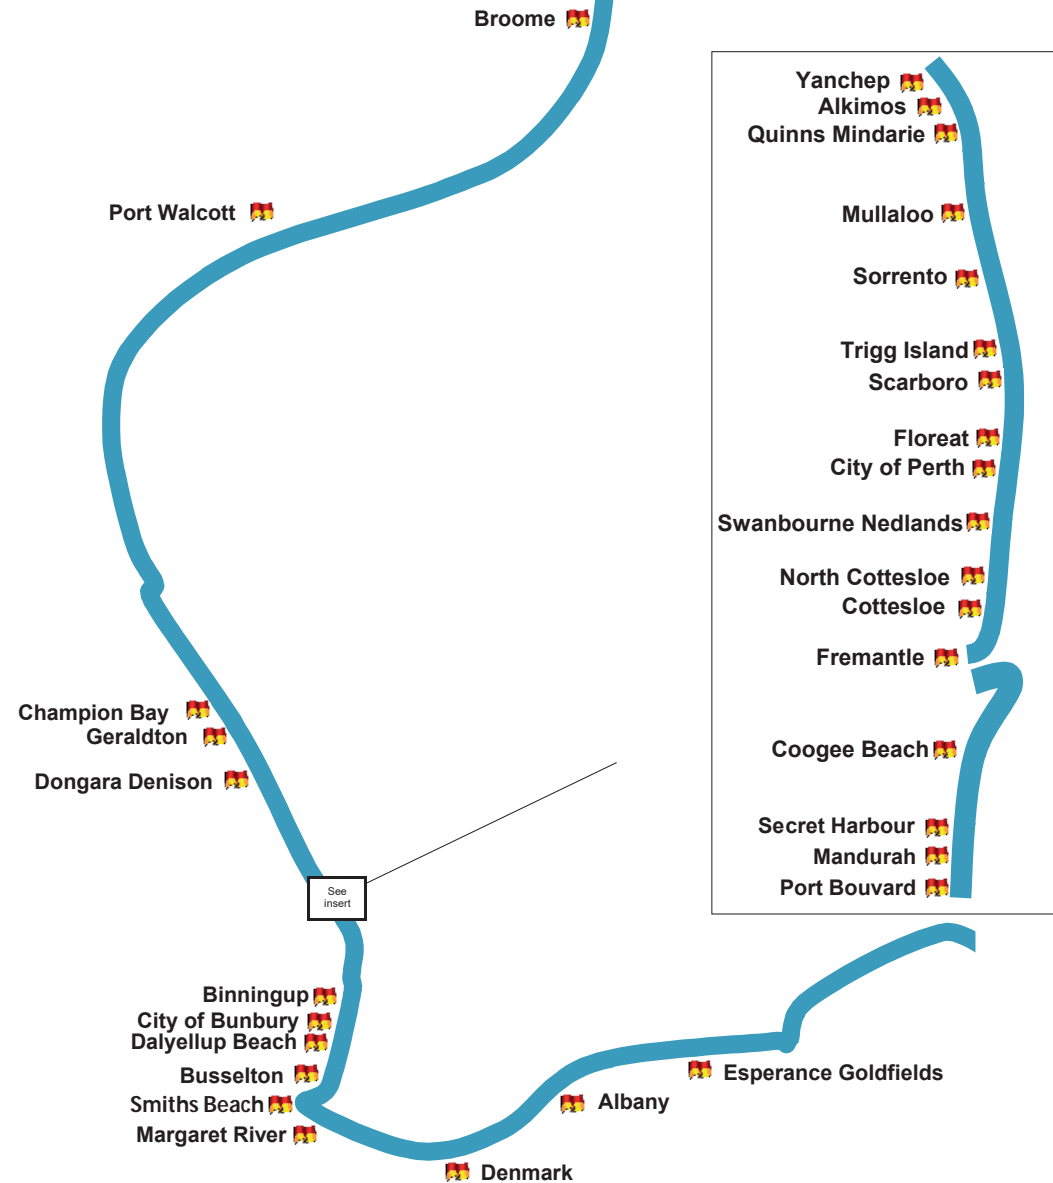 Broome
Port Walcott
Champion Bay
Geraldton
Dongara Denison
See
insert
Binningup
City of Bunbury
Dalyellup Beach
Busselton
Smiths Beach
Margaret River
Denmark
Albany
Esperance Goldfields
Yanchep
Alkimos
Quinns Mindarie
Mullaloo
Sorrento
Trigg Island
Scarboro
Floreat
City of Perth
Swanbourne Nedlands
North Cottesloe
Cottesloe
Fremantle
Coogee Beach
Secret Harbour
Mandurah
Port Bouvard